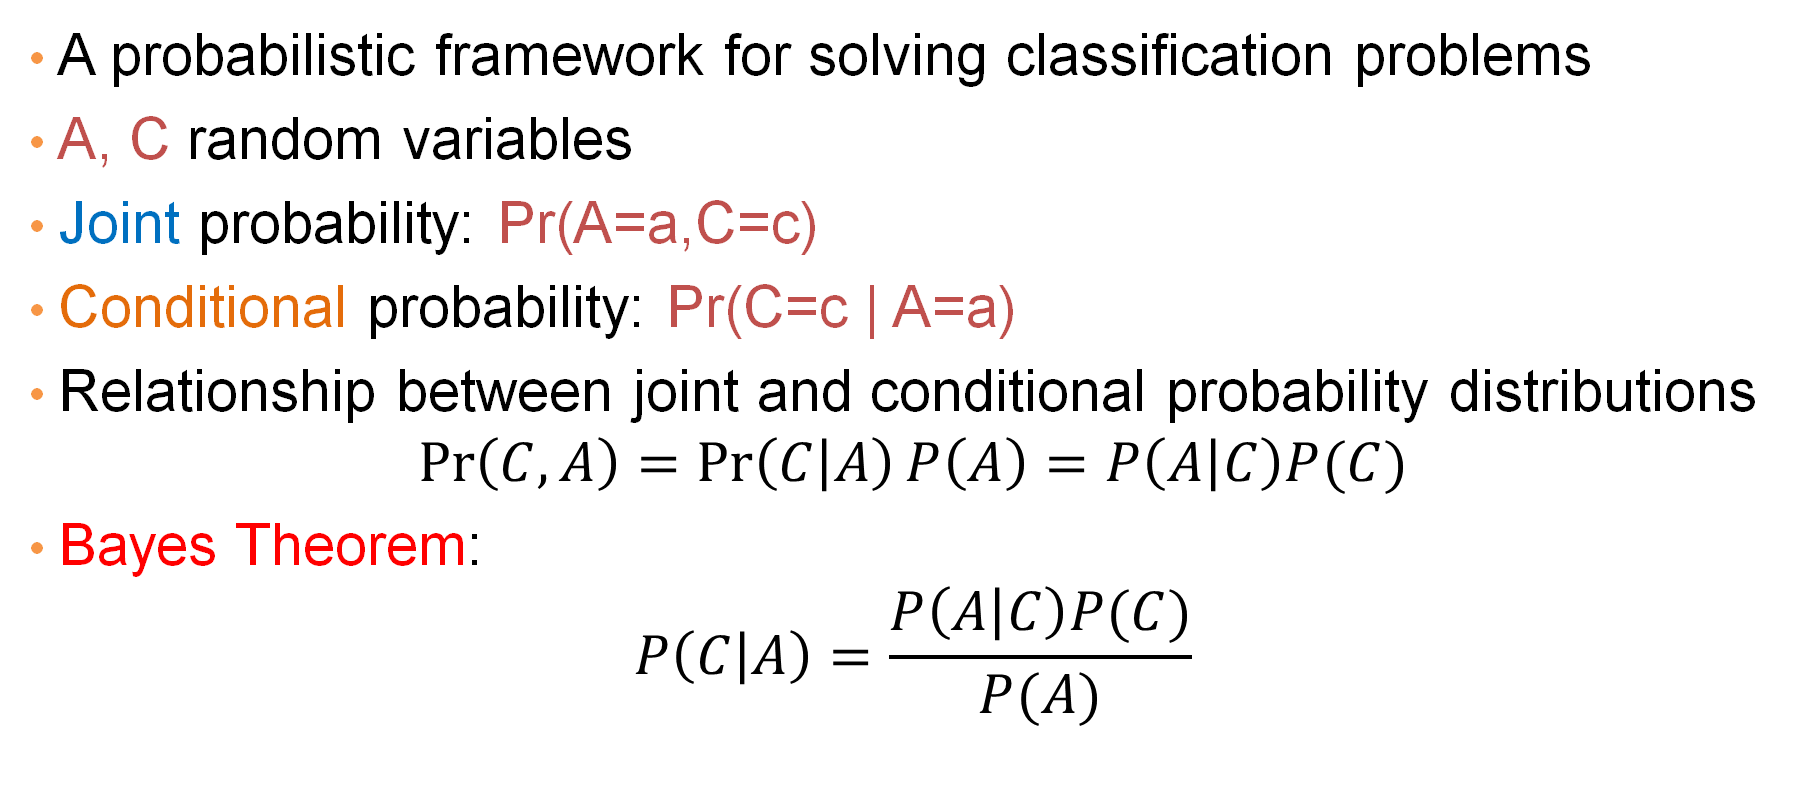 • A probabilistic framework for solving classification problems
• A, C random variables
• Joint probability: Pr(A=a,C=c)
• Conditional probability: Pr(C=c | A=a)
• Relationship between joint and conditional probability distributions
Pr(C, A) = Pr(C|A) P(A) = P(A|C)P(C)
• Bayes Theorem:
P(C|A) = P(A|C)P(C) / P(A)